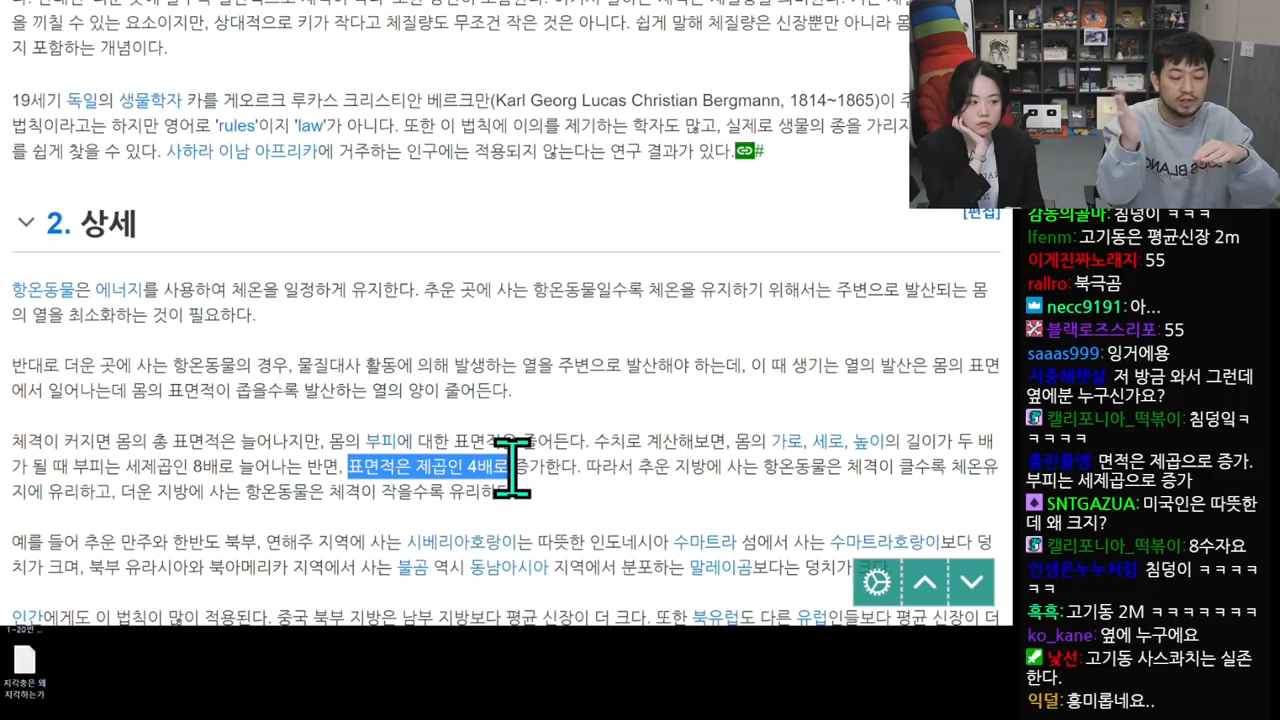 을 끼칠 수 있는 요소이지만, 상대적으로 키가 작다고 체질량도 무조건 작은 것은 아니다. 쉽게 말해 체질량은 신장뿐만 아니라 몸
지 포함하는 개념이다.
19세기 독일의 생물학자 카를 게오르크 루카스 크리스티안 베르크만(Karl Georg Lucas Christian Bergmann, 1814~1865)이 주
법칙이라고는 하지만 영어로 'rules'이지 'law'가 아니다. 또한 이 법칙에 이의를 제기하는 학자도 많고, 실제로 생물의 종을 가리지
를 쉽게 찾을 수 있다. 사하라 이남 아프리카에 거주하는 인구에는 적용되지 않는다는 연구 결과가 있다.#
2. 상세
[편집]
항온동물은 에너지를 사용하여 체온을 일정하게 유지한다. 추운 곳에 사는 항온동물일수록 체온을 유지하기 위해서는 주변으로 발산되는 몸
의 열을 최소화하는 것이 필요하다.
반대로 더운 곳에 사는 항온동물의 경우, 물질대사 활동에 의해 발생하는 열을 주변으로 발산해야 하는데, 이 때 생기는 열의 발산은 몸의 표면
에서 일어나는데 몸의 표면적이 좁을수록 발산하는 열의 양이 줄어든다.
체격이 커지면 몸의 총 표면적은 늘어나지만, 몸의 부피에 대한 표면적은 줄어든다. 수치로 계산해보면, 몸의 가로, 세로, 높이의 길이가 두 배
가 될 때 부피는 세제곱인 8배로 늘어나는 반면, 표면적은 제곱인 4배로 증가한다. 따라서 추운 지방에 사는 항온동물은 체격이 클수록 체온유
지에 유리하고, 더운 지방에 사는 항온동물은 체격이 작을수록 유리하다
예를 들어 추운 만주와 한반도 북부, 연해주 지역에 사는 시베리아호랑이는 따뜻한 인도네시아 수마트라 섬에서 사는 수마트라호랑이보다 덩
치가 크며, 북부 유라시아와 북아메리카 지역에서 사는 불곰 역시 동남아시아 지역에서 분포하는 말레이곰보다는 덩치가 크다
인간에게도 이 법칙이 많이 적용된다. 중국 북부 지방은 남부 지방보다 평균 신장이 더 크다. 또한 북유럽도 다른 유럽인들보다 평균 신장이 더
1~20번 ...
지각충은 왜
지각하는가
감동의골마: 침덩이 ㅋㅋㅋ
lfenm: 고기동은 평균신장 2m
이게진짜노래지: 55
rallro: 북극곰
necc9191: 아...
블랙로즈스리포: 55
saaas999: 잉거에용
지중해햇살: 저 방금 와서 그런데
옆에분 누구신가요?
캘리포니아_떡볶이: 침덩잌ㅋ
ㅋㅋㅋㅋ
졸린풀앵: 면적은 제곱으로 증가.
부피는 세제곱으로 증가
SNTGAZUA: 미국인은 따뜻한
데 왜 크지?
캘리포니아_떡볶이: 8수자요
인생은누누처럼: 침덩이 ㅋㅋㅋㅋ
ㅋㅋ
흑흑: 고기동 2M ㅋㅋㅋㅋㅋㅋㅋ
ko_kane: 옆에 누구에요
낮선: 고기동 사스콰치는 실존
한다.
익덜: 흥미롭네요..